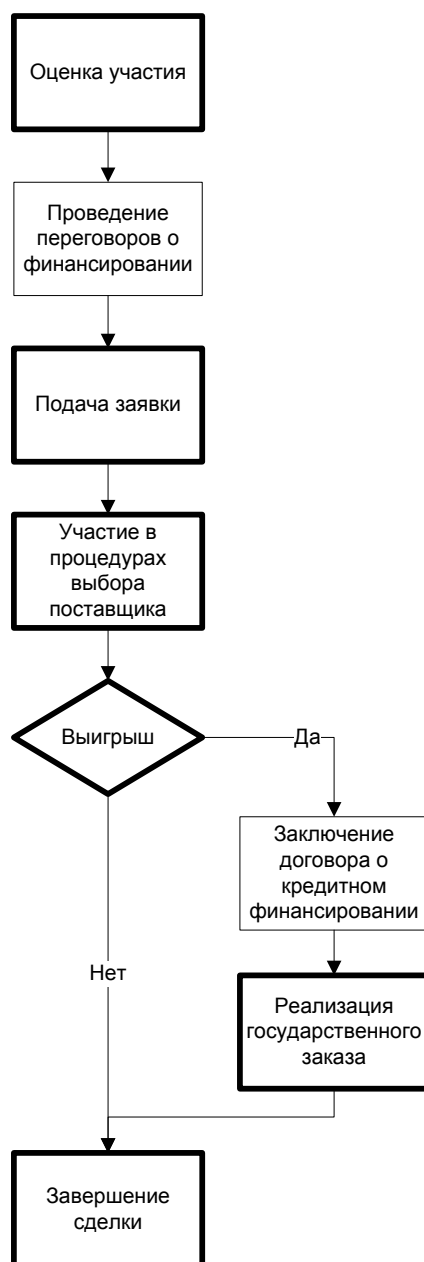 Оценка участия
Проведение
переговоров о
финансировании
Подача заявки
Участие в
процедурах
выбора
поставщика
Выигрыш
Да
Заключение
договора о
кредитном
финансировании
Нет
Реализация
государственного
заказа
Завершение
сделки